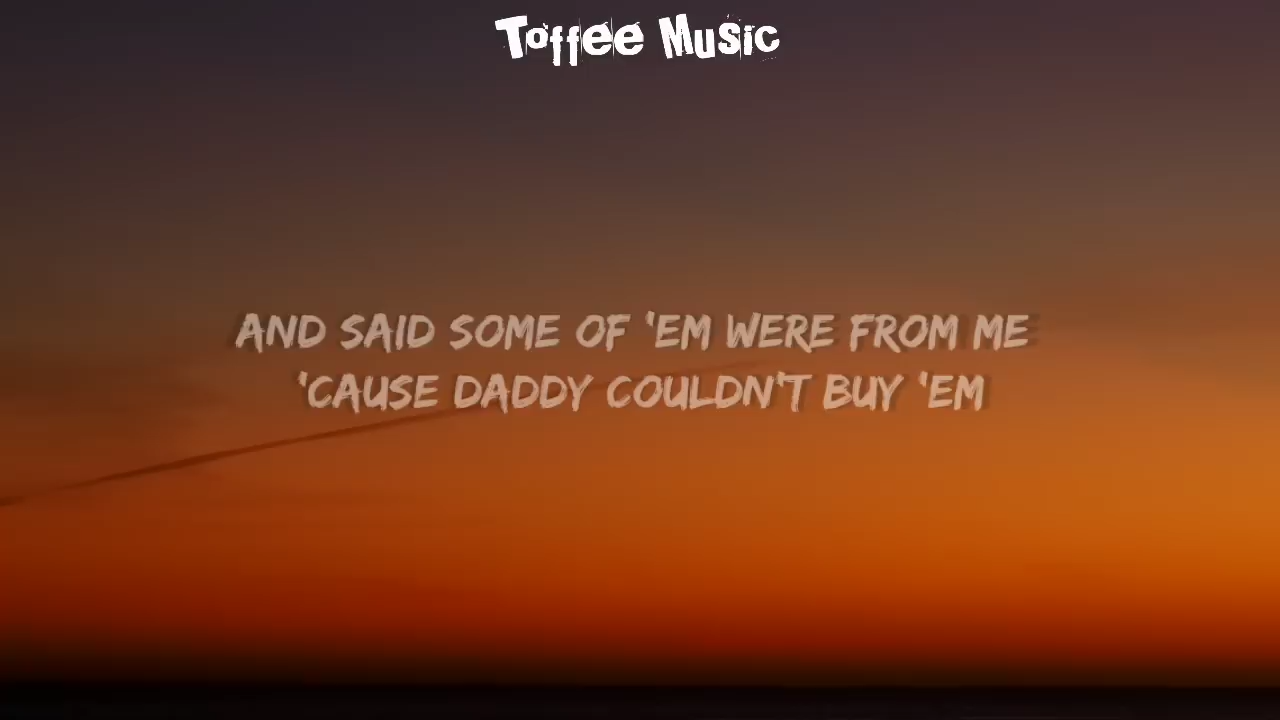 Toffee Music
AND SAID SOME OF 'EM WERE FROM ME
'CAUSE DADDY COULDN'T BUY 'EM